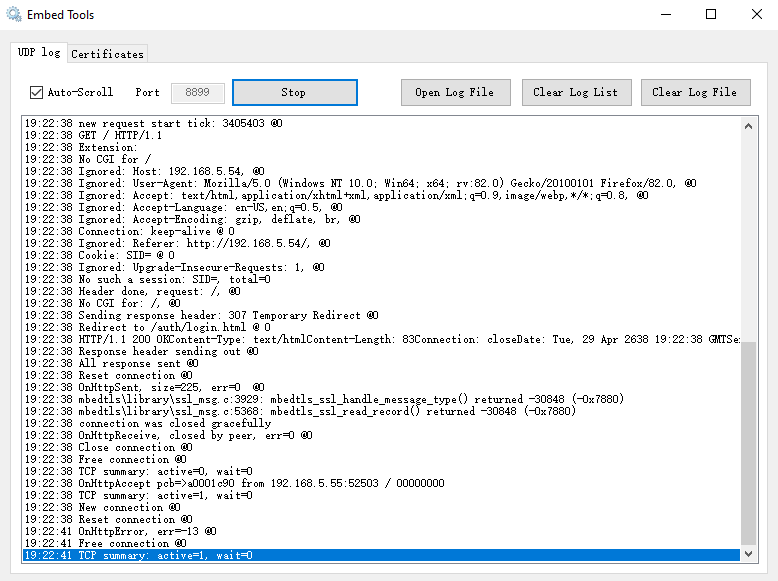 Embed Tools
UDP log Certificates
Auto-Scroll Port 8899 Stop Open Log File Clear Log List Clear Log File
19:22:38 new request start tick: 3405403 @0
19:22:38 GET / HTTP/1.1
19:22:38 Extension:
19:22:38 No CGI for /
19:22:38 Ignored: Host: 192.168.5.54, @0
19:22:38 Ignored: User-Agent: Mozilla/5.0 (Windows NT 10.0; Win64; x64; rv:82.0) Gecko/20100101 Firefox/82.0, @0
19:22:38 Ignored: Accept: text/html,application/xhtml+xml,application/xml;q=0.9,image/webp,*/*;q=0.8, @0
19:22:38 Ignored: Accept-Language: en-US,en;q=0.5, @0
19:22:38 Ignored: Accept-Encoding: gzip, deflate, br, @0
19:22:38 Connection: keep-alive @ 0
19:22:38 Ignored: Referer: http://192.168.5.54/, @0
19:22:38 Cookie: SID= @ 0
19:22:38 Ignored: Upgrade-Insecure-Requests: 1, @0
19:22:38 No such a session: SID=, total=0
19:22:38 Header done, request: /, @0
19:22:38 No CGI for: /, @0
19:22:38 Sending response header: 307 Temporary Redirect @0
19:22:38 Redirect to /auth/login.html @ 0
19:22:38 HTTP/1.1 200 OKContent-Type: text/htmlContent-Length: 83Connection: closeDate: Tue, 29 Apr 2638 19:22:38 GMTSe
19:22:38 Response header sending out @0
19:22:38 All response sent @0
19:22:38 Reset connection @0
19:22:38 OnHttpSent, size=225, err=0 @0
19:22:38 mbedtls\library\ssl_msg.c:3929: mbedtls_ssl_handle_message_type() returned -30848 (-0x7880)
19:22:38 mbedtls\library\ssl_msg.c:5368: mbedtls_ssl_read_record() returned -30848 (-0x7880)
19:22:38 connection was closed gracefully
19:22:38 OnHttpReceive, closed by peer, err=0 @0
19:22:38 Close connection @0
19:22:38 Free connection @0
19:22:38 TCP summary: active=0, wait=0
19:22:38 OnHttpAccept pcb=>a0001c90 from 192.168.5.55:52503 / 00000000
19:22:38 TCP summary: active=1, wait=0
19:22:38 New connection @0
19:22:38 Reset connection @0
19:22:41 OnHttpError, err=-13 @0
19:22:41 Free connection @0
19:22:41 TCP summary: active=1, wait=0